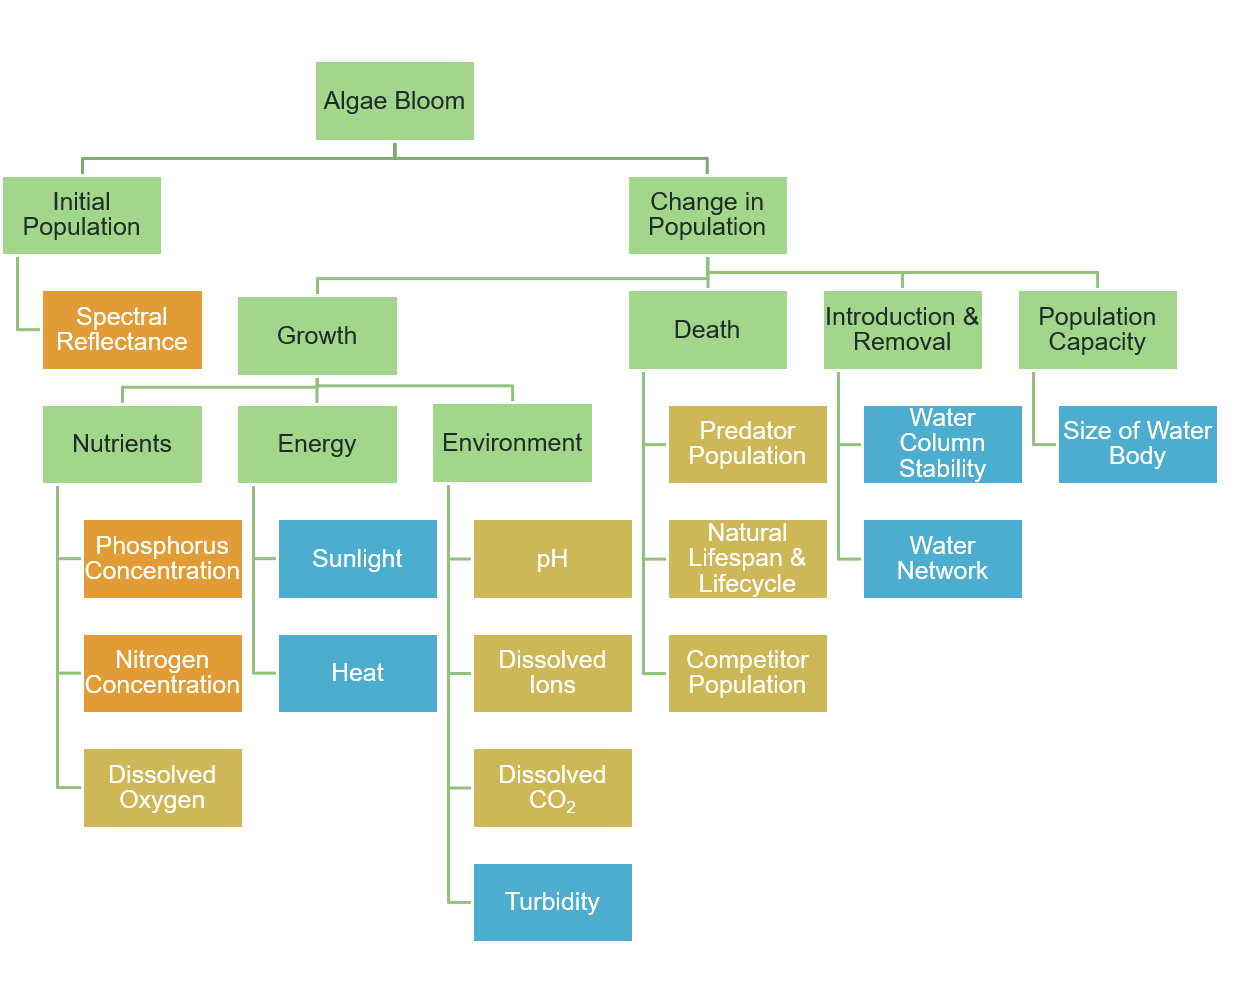 Algae Bloom
Initial
Population
Change in
Population
Spectral
Reflectance
Growth
Death
Introduction &
Removal
Population
Capacity
Nutrients
Energy
Environment
Predator
Population
Water
Column
Stability
Size of Water
Body
Phosphorus
Concentration
Sunlight
pH
Natural
Lifespan &
Lifecycle
Water
Network
Nitrogen
Concentration
Heat
Dissolved
Ions
Competitor
Population
Dissolved
Oxygen
Dissolved
CO₂
Turbidity